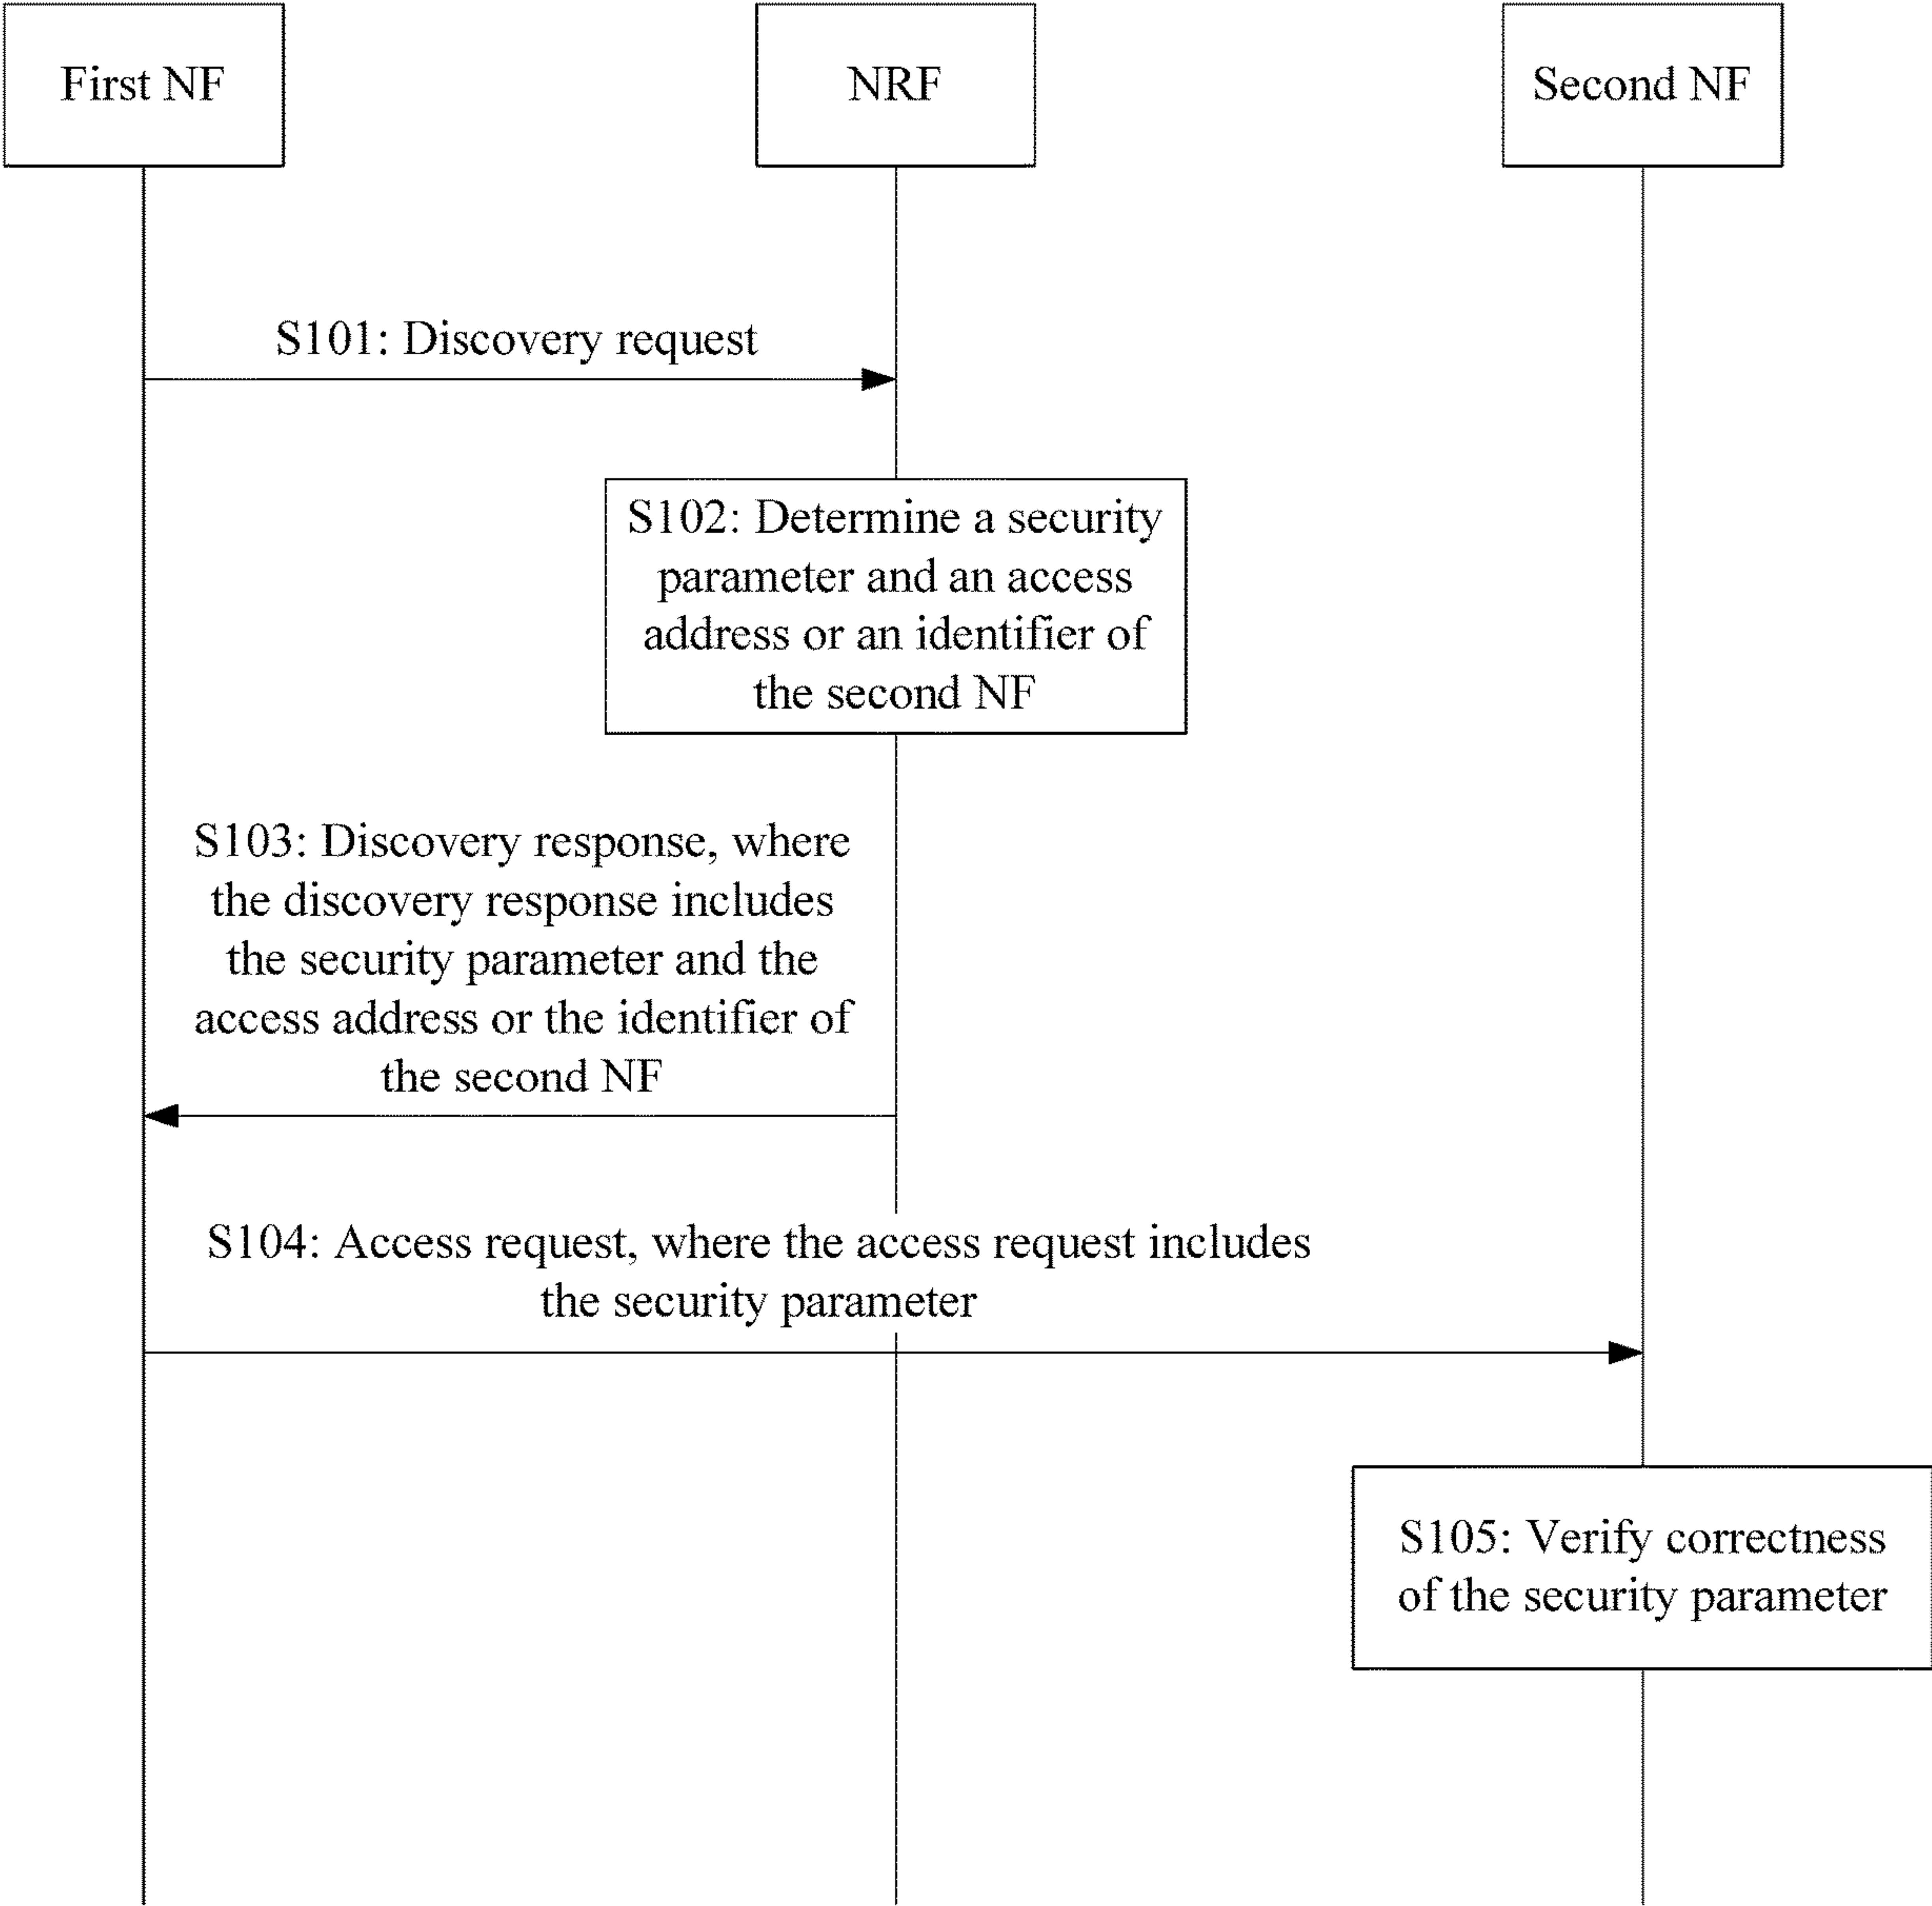 First NF
NRF
Second NF
S101: Discovery request
S102: Determine a security
parameter and an access
address or an identifier of
the second NF
S103: Discovery response, where
the discovery response includes
the security parameter and the
access address or the identifier of
the second NF
S104: Access request, where the access request includes
the security parameter
S105: Verify correctness
of the security parameter